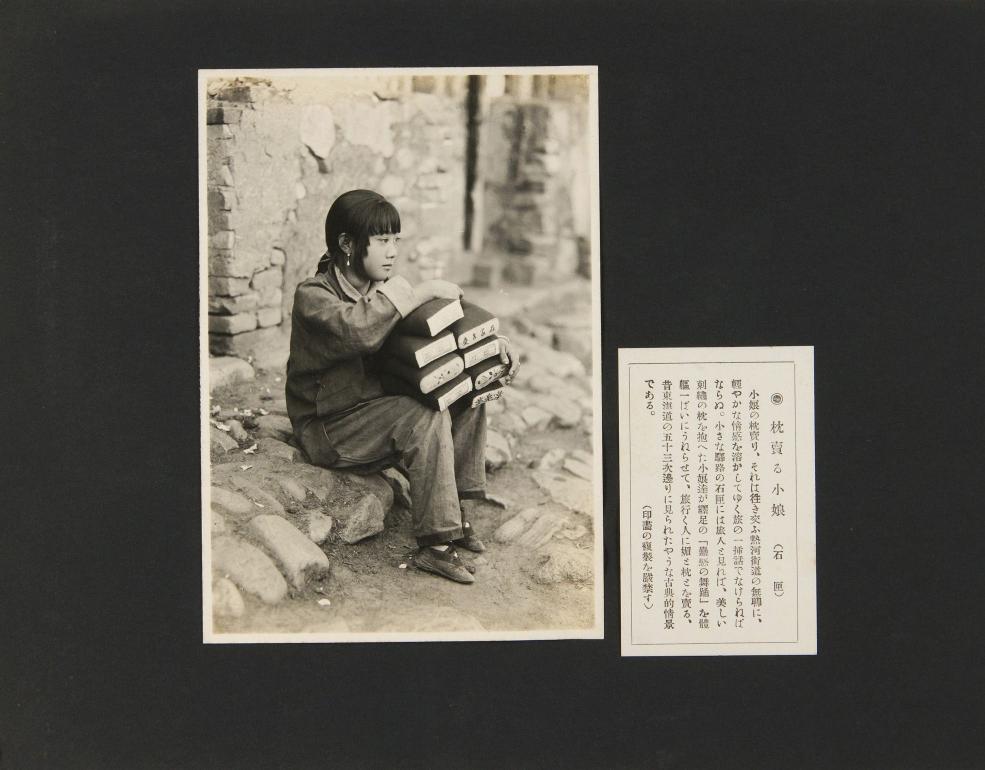 枕賣る小娘（石匣）
小娘の枕賣り、それは往き交ふ熱河街道の無聊に、
輕やかな情感を溶かしてゆく旅の一挿話でなければ
ならぬ。小さな驛路の石匣には旅人と見れば、美しい
刺繡の枕を抱へた小娘達が纏足の「蠱惑の舞踊」を體
軀一ぱいにうねらせて、旅行く人に媚と枕とを賣る、
昔東海道の五十三次邊りに見られたやうな古典的情景
である。
（印畫の複製を嚴禁す）